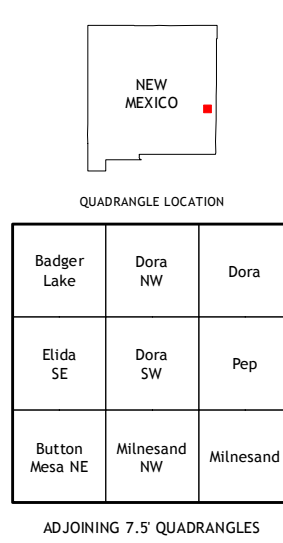 NEW
MEXICO
QUADRANGLE LOCATION
Badger
Lake
Dora
NW
Dora
Elida
SE
Dora
SW
Pep
Button
Mesa NE
Milnesand
NW
Milnesand
ADJOINING 7.5' QUADRANGLES